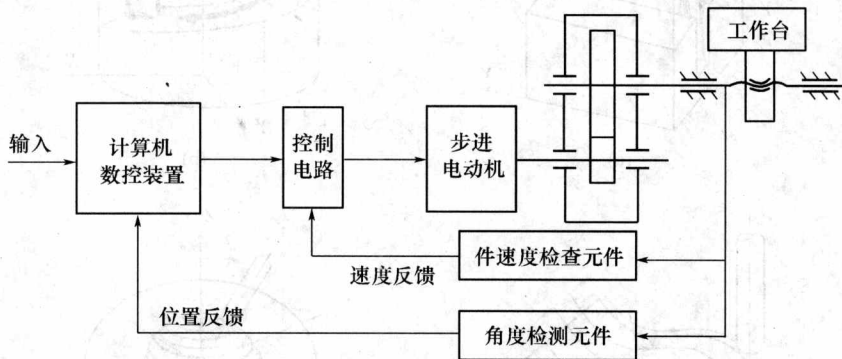 工作台
输入
计算机
数控装置
控制
电路
步进
电动机
件速度检查元件
速度反馈
位置反馈
角度检测元件